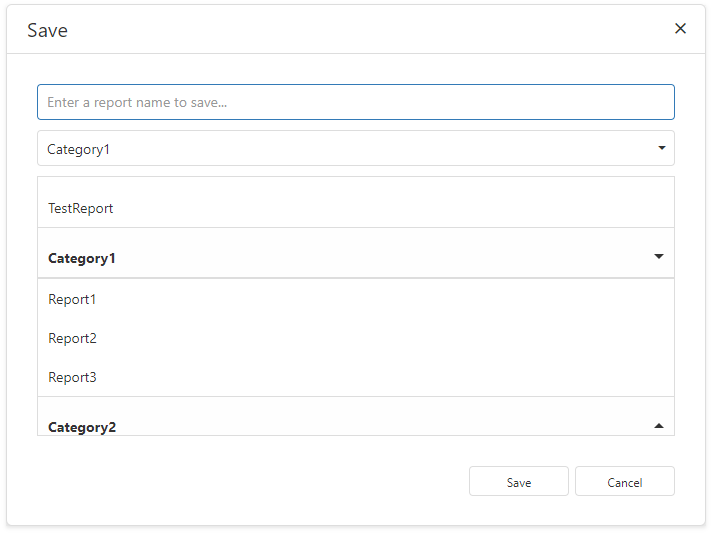 Save
Enter a report name to save...
Category1
TestReport
Category1
Report1
Report2
Report3
Category2
Save
Cancel